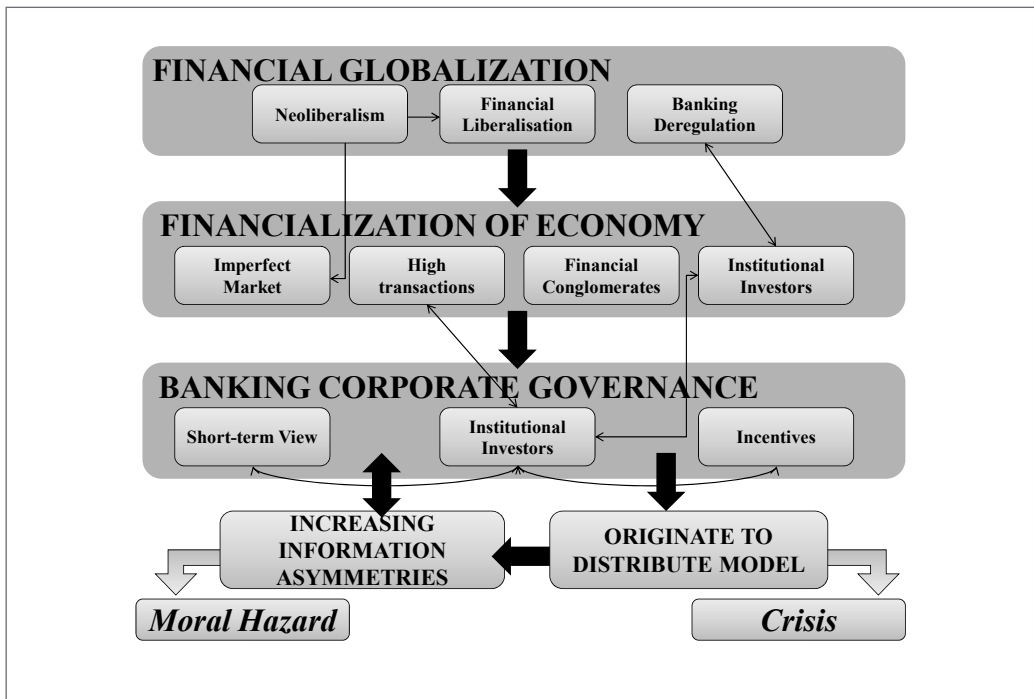 FINANCIAL GLOBALIZATION
Neoliberalism
Financial
Liberalisation
Banking
Deregulation
FINANCIALIZATION OF ECONOMY
Imperfect
Market
High
transactions
Financial
Conglomerates
Institutional
Investors
BANKING CORPORATE GOVERNANCE
Short-term View
Institutional
Investors
Incentives
INCREASING
INFORMATION
ASYMMETRIES
ORIGINATE TO
DISTRIBUTE MODEL
Moral Hazard
Crisis